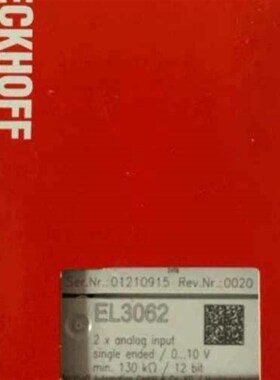 ECKHOFF
Ser.Nr.:01210915 Rev.Nr.:0020
EL3062
2 x analog input
single ended / 0...10 V
min. 130 kΩ / 12 bit